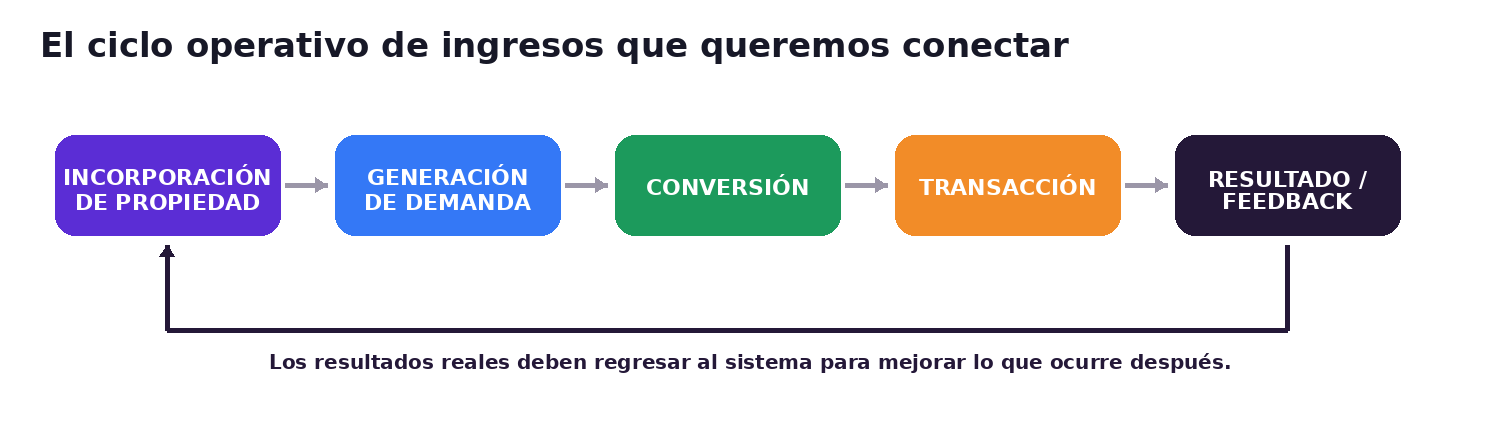 El ciclo operativo de ingresos que queremos conectar
INCORPORACIÓN
DE PROPIEDAD
GENERACIÓN
DE DEMANDA
CONVERSIÓN
TRANSACCIÓN
RESULTADO /
FEEDBACK
Los resultados reales deben regresar al sistema para mejorar lo que ocurre después.